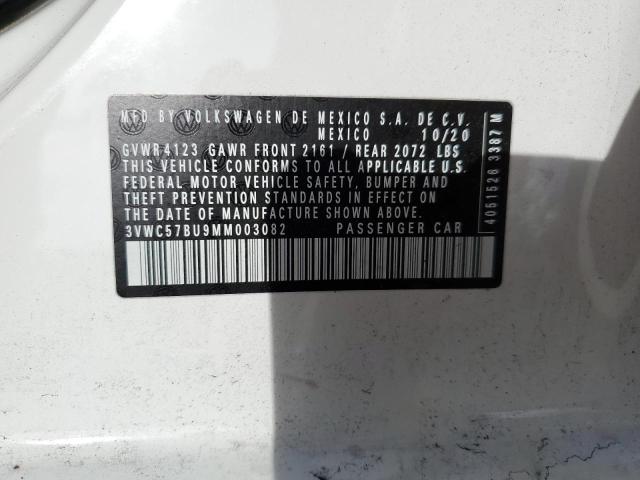 MFD BY VOLKSWAGEN DE MEXICO S.A. DE C.V.
MEXICO 10/20
GVWR 4123 GAWR FRONT 2161 / REAR 2072 LBS
THIS VEHICLE CONFORMS TO ALL APPLICABLE U.S.
FEDERAL MOTOR VEHICLE SAFETY, BUMPER AND
THEFT PREVENTION STANDARDS IN EFFECT ON
THE DATE OF MANUFACTURE SHOWN ABOVE.
3VWC57BU9MM003082 PASSENGER CAR
4051526 3387 M